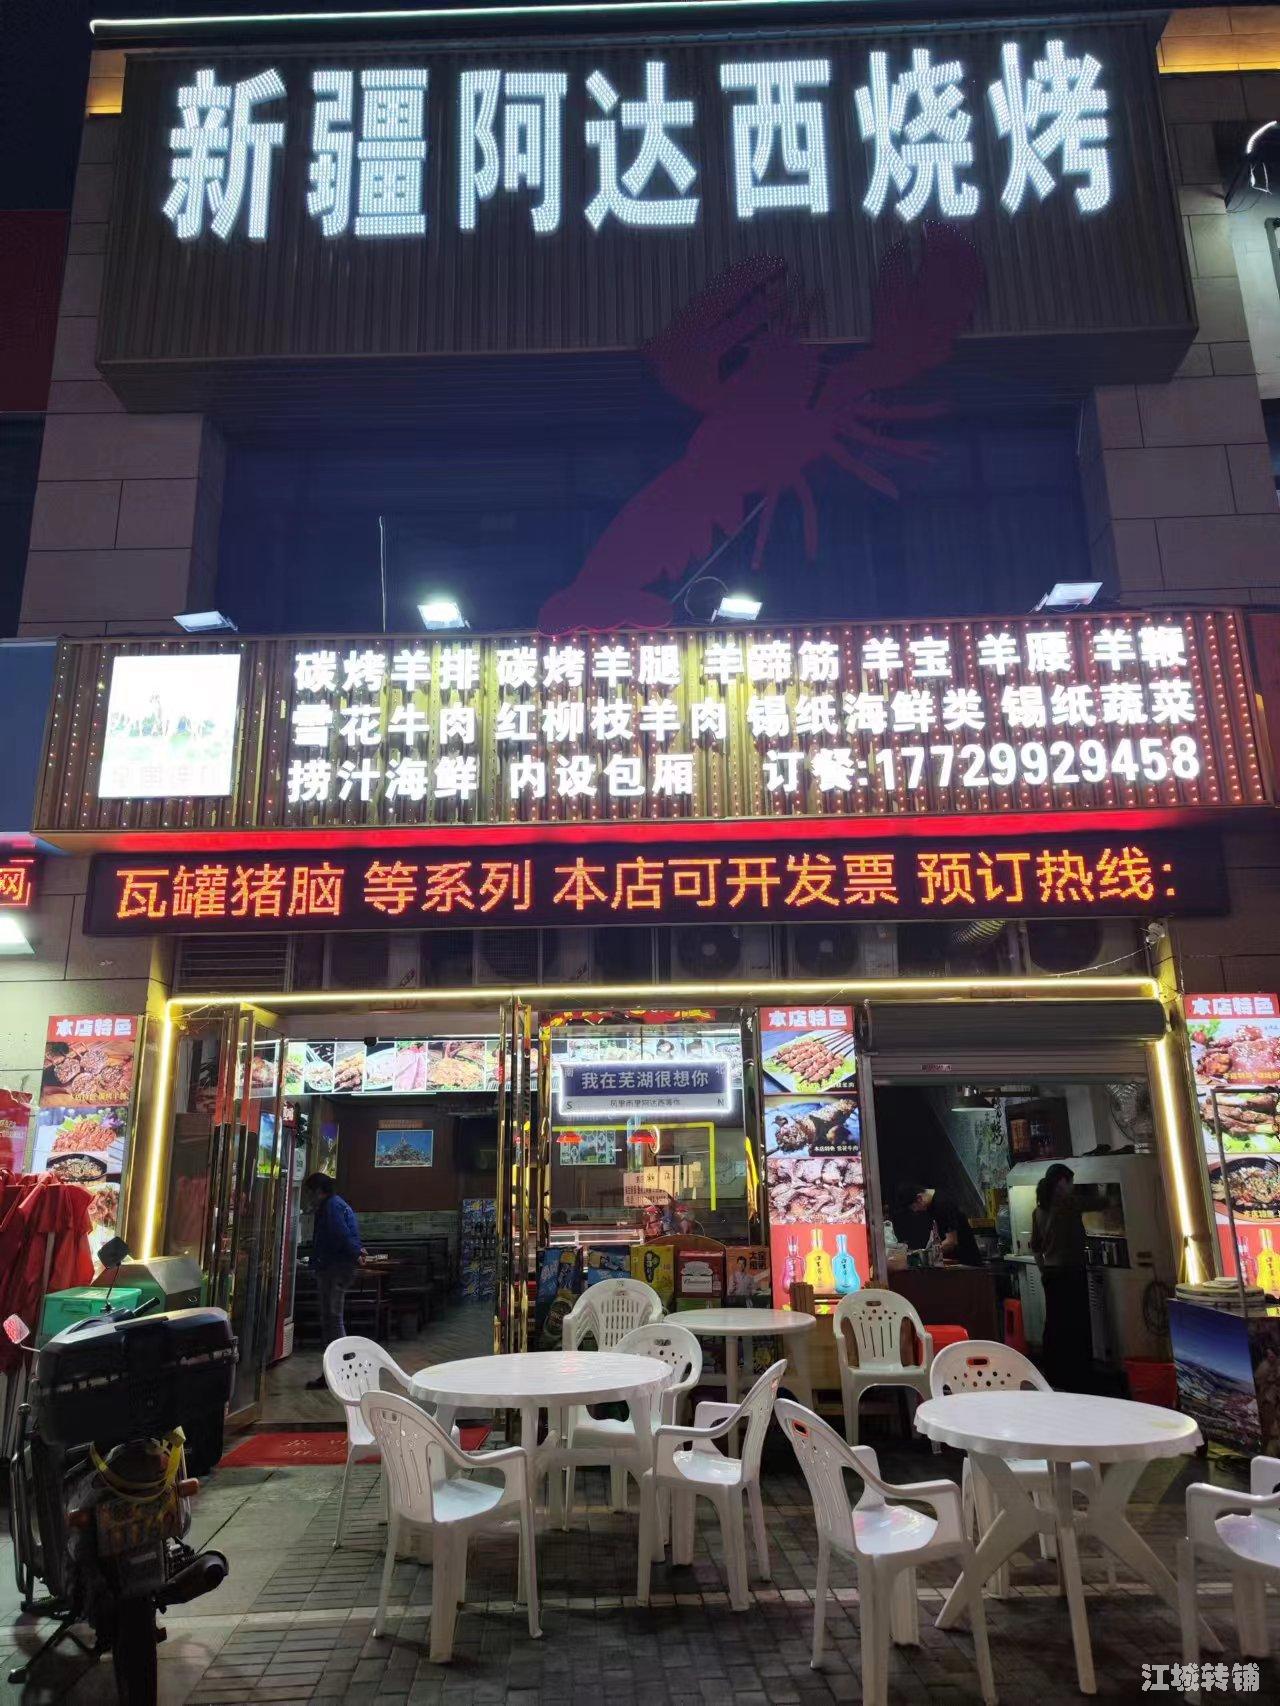 新疆阿达西烧烤
碳烤羊排 碳烤羊腿 羊蹄筋 羊宝 羊腰 羊鞭
雪花牛肉 红柳枝羊肉 锡纸海鲜类 锡纸蔬菜
捞汁海鲜 内设包厢 订餐:17729929458
网
瓦罐猪脑 等系列 本店可开发票 预订热线:
本店特色
本店特色
本店特色
南 我在芜湖很想你 北
S N
江城转铺